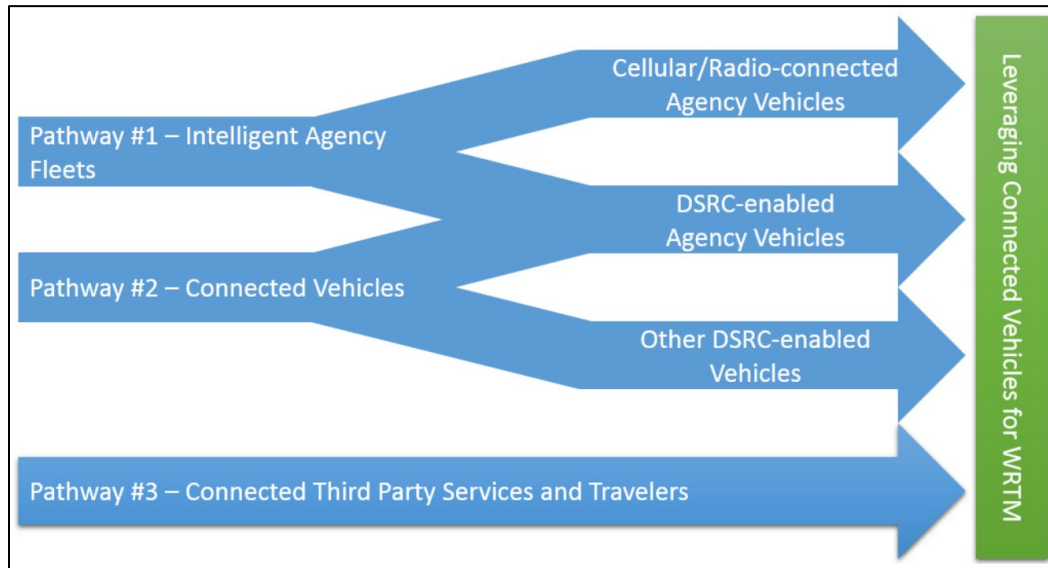 Cellular/Radio-connected
Agency Vehicles
Pathway #1 – Intelligent Agency
Fleets
DSRC-enabled
Agency Vehicles
Pathway #2 – Connected Vehicles
Other DSRC-enabled
Vehicles
Pathway #3 – Connected Third Party Services and Travelers
Leveraging Connected Vehicles for WRTM